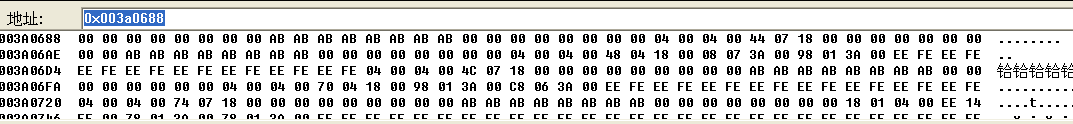 地址: 0x003a0688
003A0688 00 00 00 00 00 00 00 00 AB AB AB AB AB AB AB AB 00 00 00 00 00 00 00 00 04 00 04 00 44 07 18 00 00 00 00 00 00 00 ........
003A06AE 00 00 AB AB AB AB AB AB AB AB 00 00 00 00 00 00 00 00 04 00 04 00 48 04 18 00 08 07 3A 00 98 01 3A 00 EE FE EE FE ..
003A06D4 EE FE EE FE EE FE EE FE EE FE EE FE 04 00 04 00 4C 07 18 00 00 00 00 00 00 00 00 00 AB AB AB AB AB AB AB AB 00 00 铪铪铪铪铪
003A06FA 00 00 00 00 00 00 04 00 04 00 70 04 18 00 98 01 3A 00 C8 06 3A 00 EE FE EE FE EE FE EE FE EE FE EE FE EE FE EE FE ........
003A0720 04 00 04 00 74 07 18 00 00 00 00 00 00 00 00 00 AB AB AB AB AB AB AB AB 00 00 00 00 00 00 00 00 18 01 04 00 EE 14 ....t...